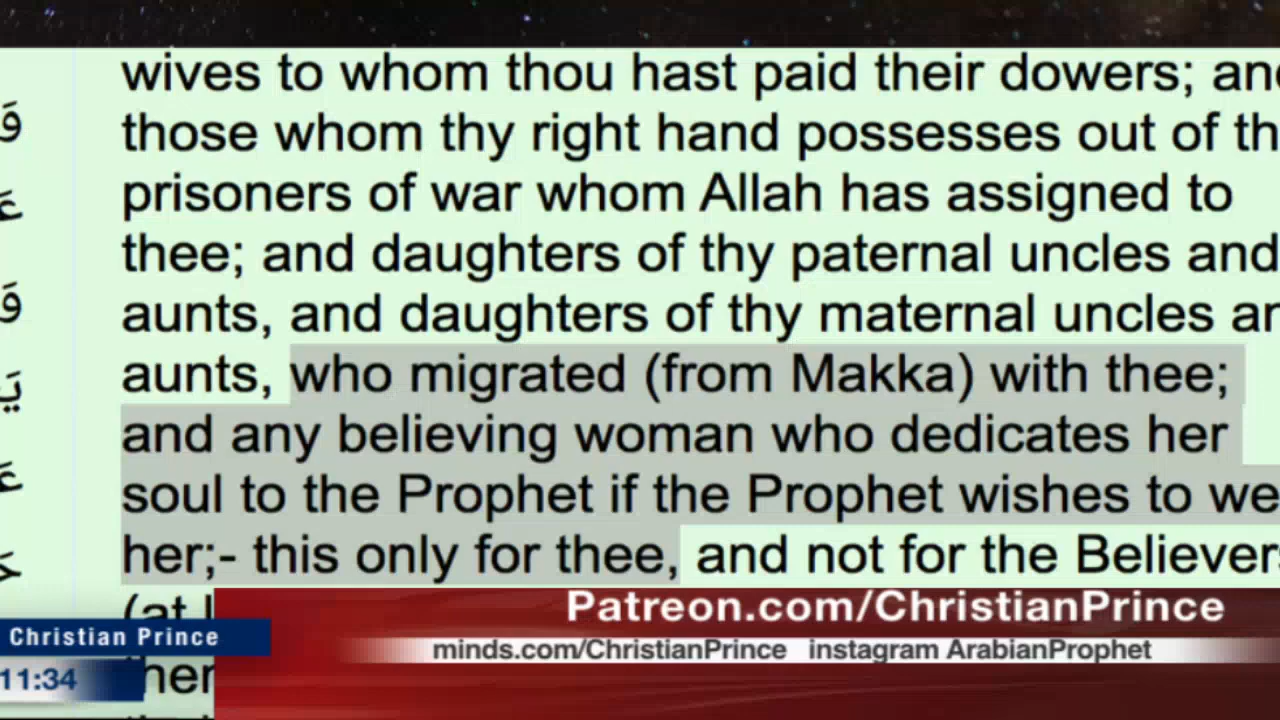 wives to whom thou hast paid their dowers; and
those whom thy right hand possesses out of th
prisoners of war whom Allah has assigned to
thee; and daughters of thy paternal uncles and
aunts, and daughters of thy maternal uncles an
aunts, who migrated (from Makka) with thee;
and any believing woman who dedicates her
soul to the Prophet if the Prophet wishes to we
her;- this only for thee, and not for the Believers
(at l
Patreon.com/ChristianPrince
Christian Prince
minds.com/ChristianPrince instagram ArabianProphet
11:34